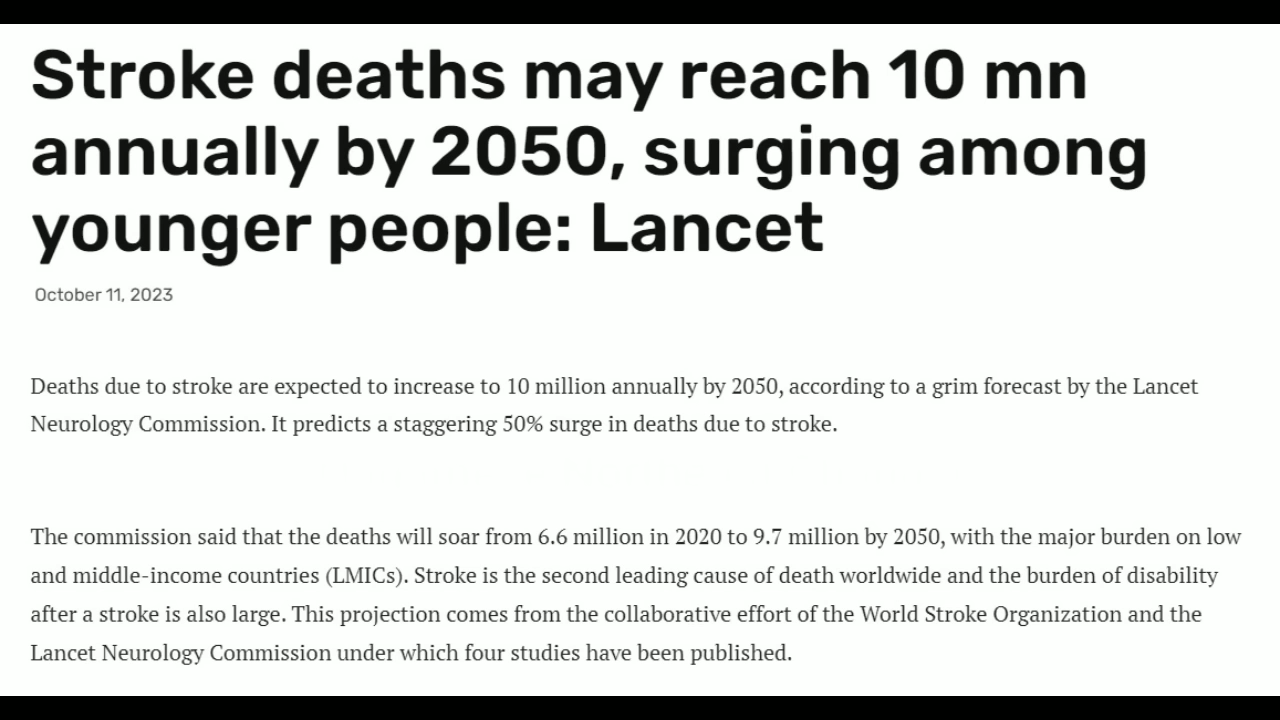 Stroke deaths may reach 10 mn
annually by 2050, surging among
younger people: Lancet
October 11, 2023
Deaths due to stroke are expected to increase to 10 million annually by 2050, according to a grim forecast by the Lancet
Neurology Commission. It predicts a staggering 50% surge in deaths due to stroke.
The commission said that the deaths will soar from 6.6 million in 2020 to 9.7 million by 2050, with the major burden on low
and middle-income countries (LMICs). Stroke is the second leading cause of death worldwide and the burden of disability
after a stroke is also large. This projection comes from the collaborative effort of the World Stroke Organization and the
Lancet Neurology Commission under which four studies have been published.